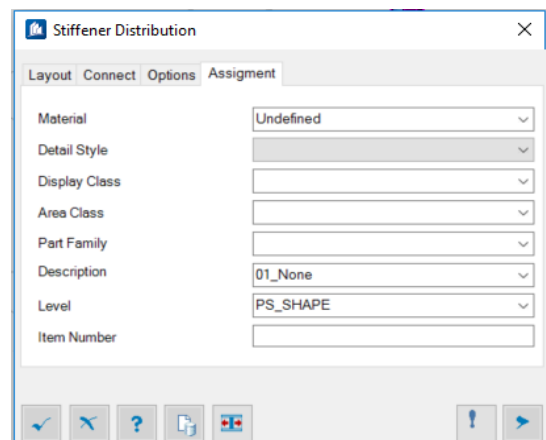 Stiffener Distribution
Layout Connect Options Assigment
Material Undefined
Detail Style
Display Class
Area Class
Part Family
Description 01_None
Level PS_SHAPE
Item Number